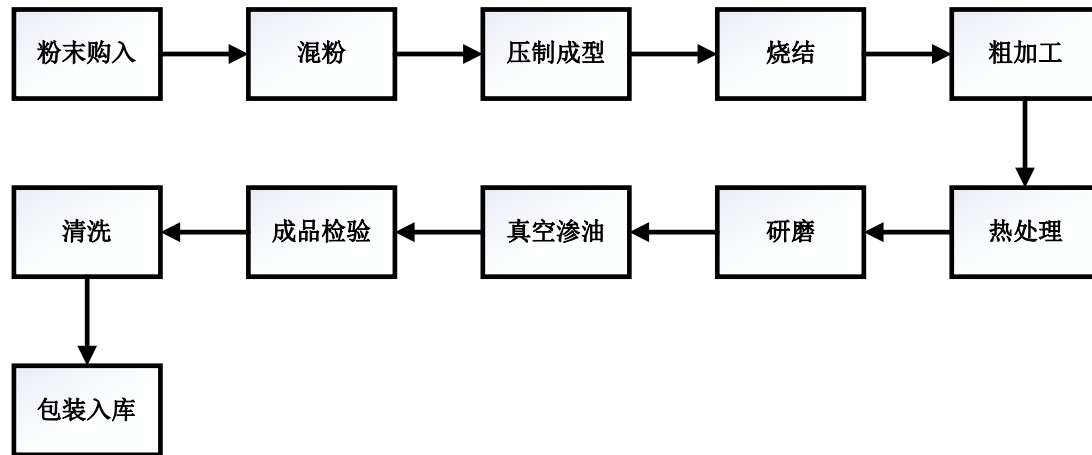 粉末购入
混粉
压制成型
烧结
粗加工
热处理
研磨
真空渗油
成品检验
清洗
包装入库